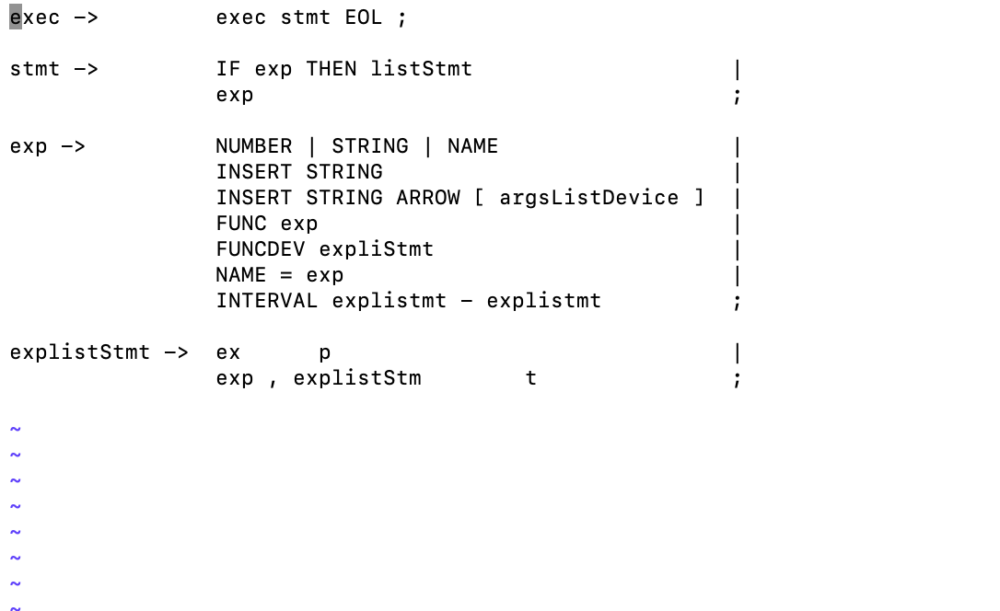 exec -> exec stmt EOL ;
stmt -> IF exp THEN listStmt |
exp ;
exp -> NUMBER | STRING | NAME |
INSERT STRING |
INSERT STRING ARROW [ argsListDevice ] |
FUNC exp |
FUNCDEV expliStmt |
NAME = exp |
INTERVAL explistmt - explistmt ;
explistStmt -> ex p |
exp , explistStm t ;
~
~
~
~
~
~
~
~